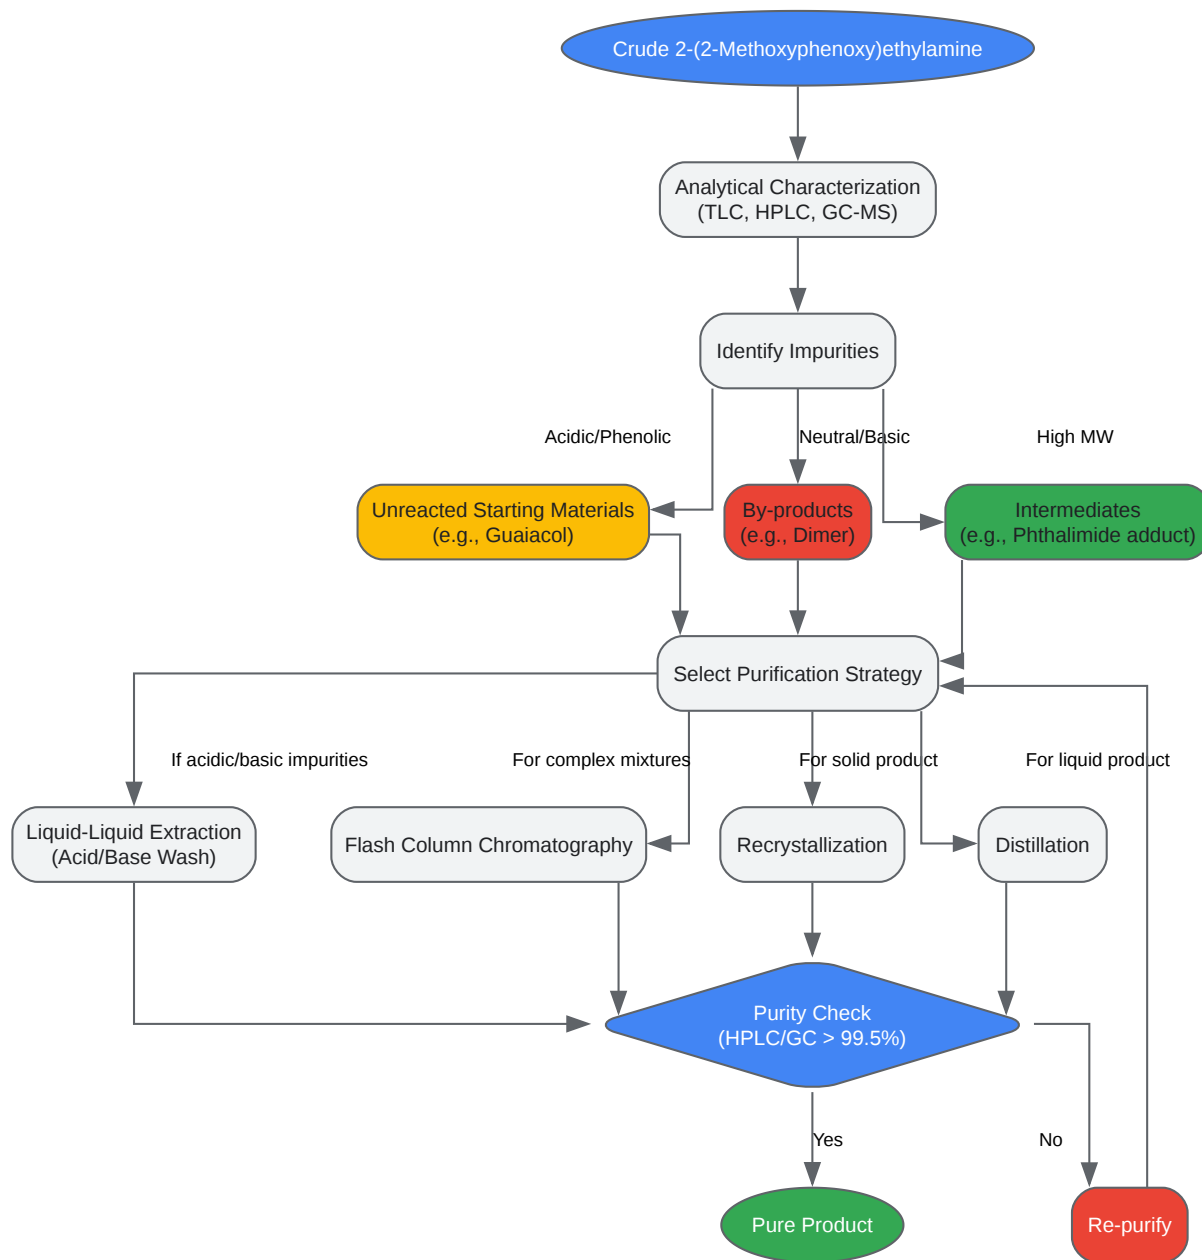 Crude 2-(2-Methoxyphenoxy)ethylamine
Analytical Characterization
(TLC, HPLC, GC-MS)
Identify Impurities
Acidic/Phenolic
Neutral/Basic
High MW
Unreacted Starting Materials
(e.g., Guaiacol)
By-products
(e.g., Dimer)
Intermediates
(e.g., Phthalimide adduct)
Select Purification Strategy
If acidic/basic impurities
For complex mixtures
For solid product
For liquid product
Liquid-Liquid Extraction
(Acid/Base Wash)
Flash Column Chromatography
Recrystallization
Distillation
Purity Check
(HPLC/GC > 99.5%)
Yes
No
Pure Product
Re-purify